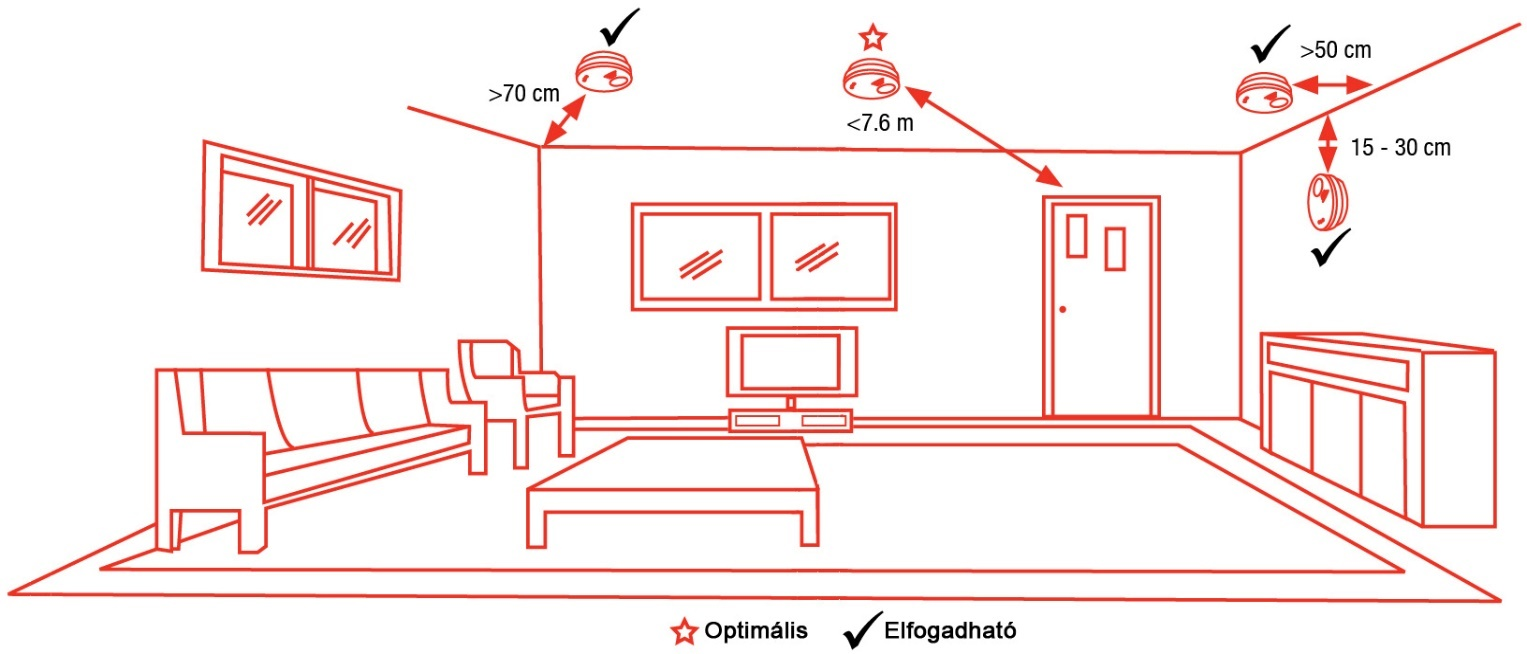 >70 cm
<7.6 m
>50 cm
15 - 30 cm
Optimális
Elfogadható